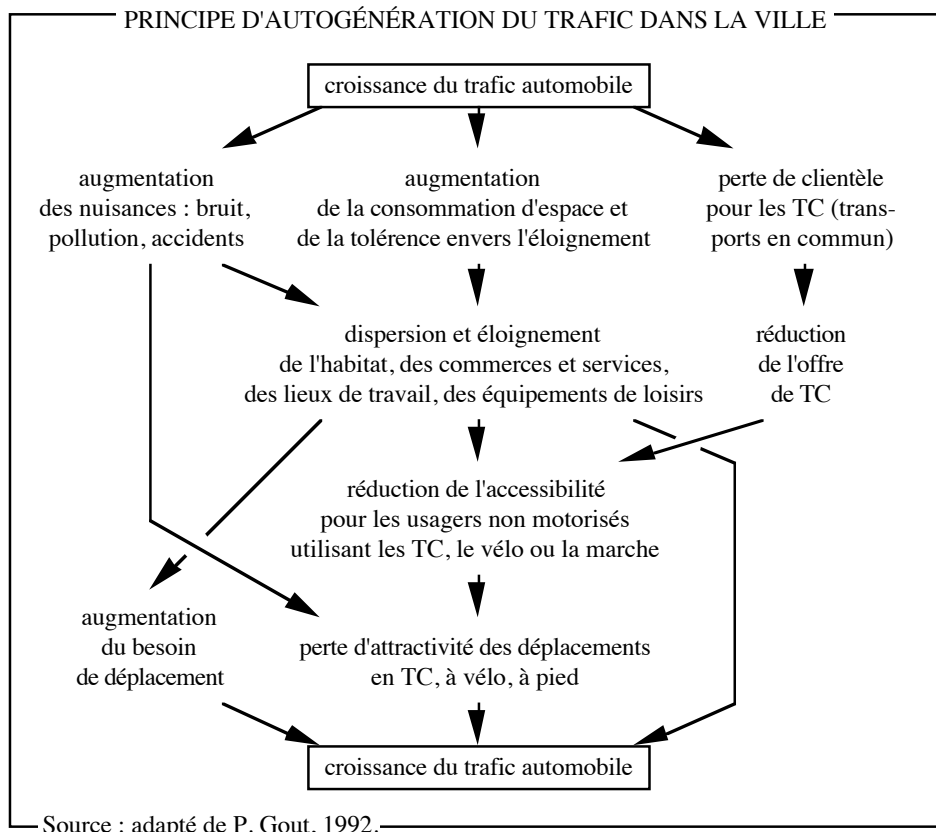 PRINCIPE D'AUTOGÉNÉRATION DU TRAFIC DANS LA VILLE
croissance du trafic automobile
augmentation
des nuisances : bruit,
pollution, accidents
augmentation
de la consommation d'espace et
de la tolérence envers l'éloignement
perte de clientèle
pour les TC (trans-
ports en commun)
dispersion et éloignement
de l'habitat, des commerces et services,
des lieux de travail, des équipements de loisirs
réduction
de l'offre
de TC
réduction de l'accessibilité
pour les usagers non motorisés
utilisant les TC, le vélo ou la marche
augmentation
du besoin
de déplacement
perte d'attractivité des déplacements
en TC, à vélo, à pied
croissance du trafic automobile
Source : adapté de P. Gout, 1992.